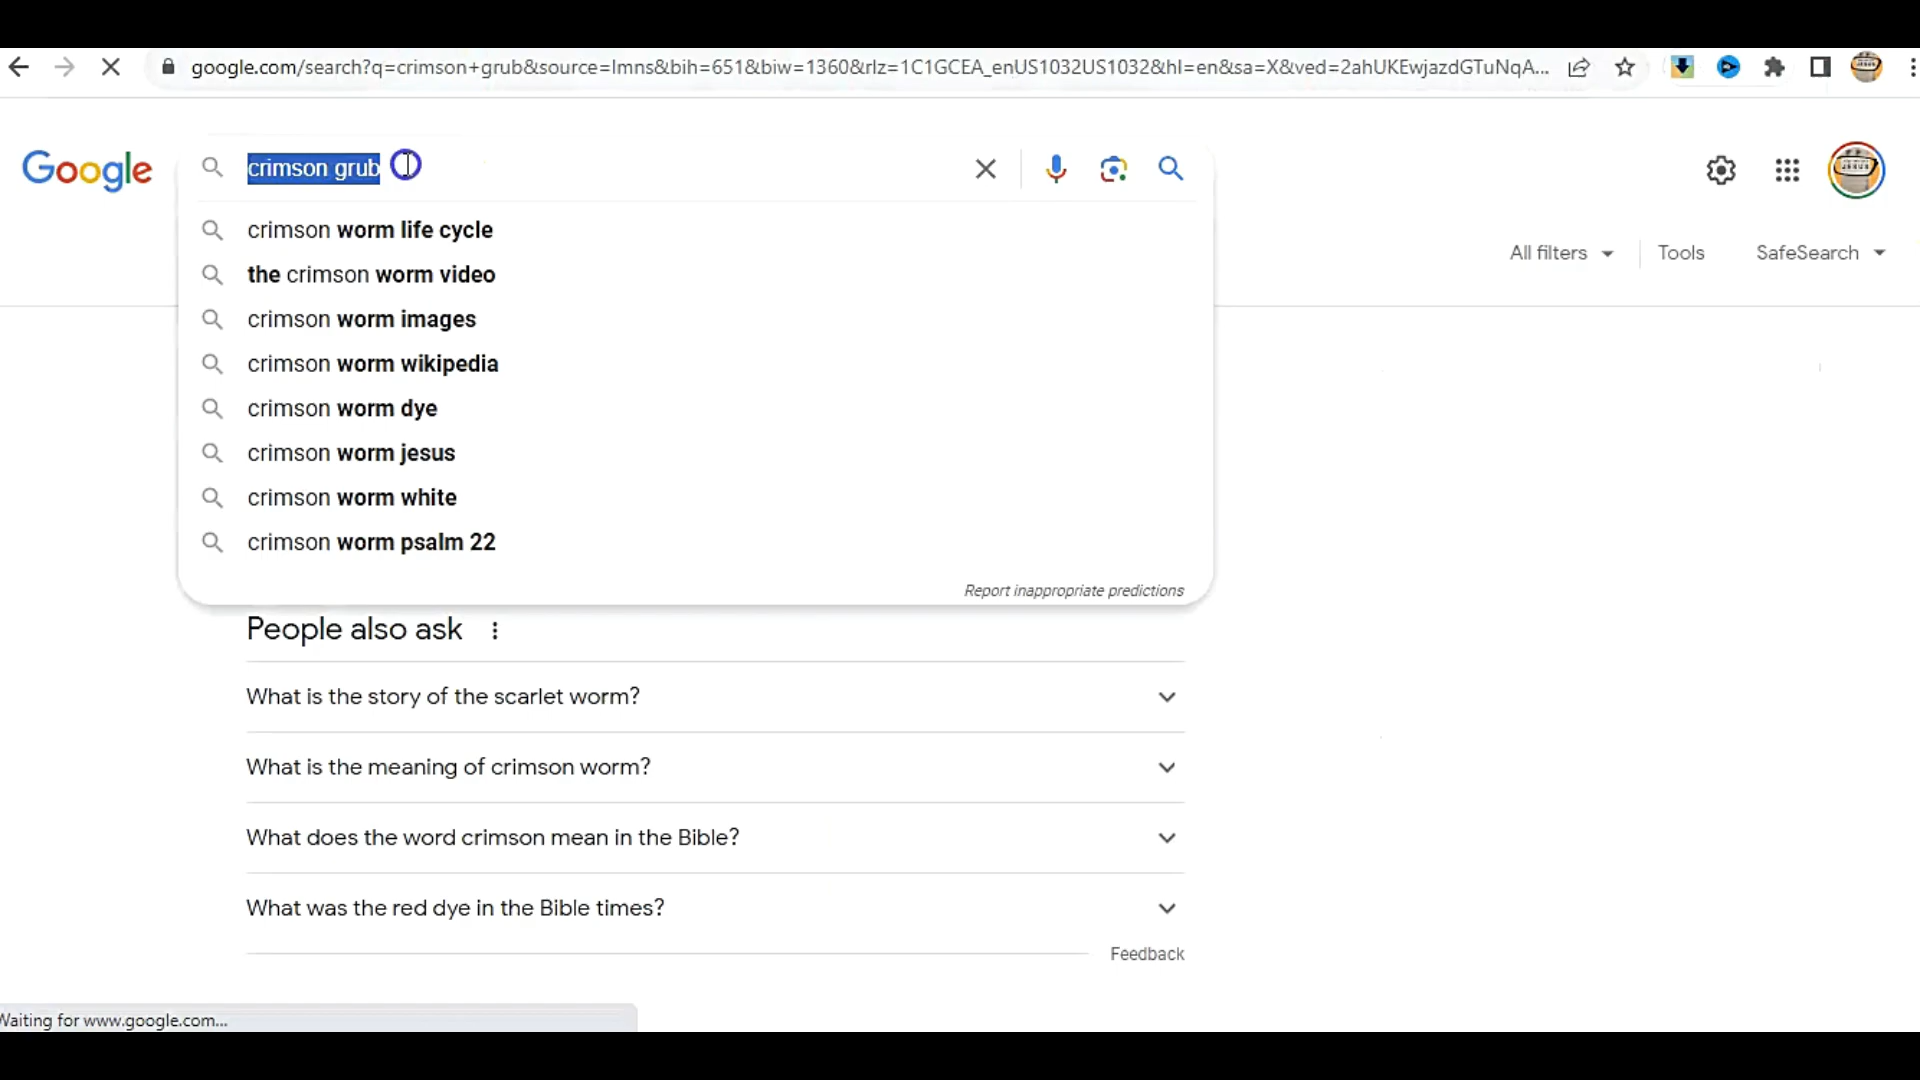 google.com/search?q=crimson+grub&source=lmns&bih=651&biw=1360&rlz=1C1GCEA_enUS1032US1032&hl=en&sa=X&ved=2ahUKEwjazdGTuNqA...
Google
crimson grub
crimson worm life cycle
the crimson worm video
crimson worm images
crimson worm wikipedia
crimson worm dye
crimson worm jesus
crimson worm white
crimson worm psalm 22
Report inappropriate predictions
All filters
Tools
SafeSearch
People also ask
What is the story of the scarlet worm?
What is the meaning of crimson worm?
What does the word crimson mean in the Bible?
What was the red dye in the Bible times?
Feedback
Waiting for www.google.com...